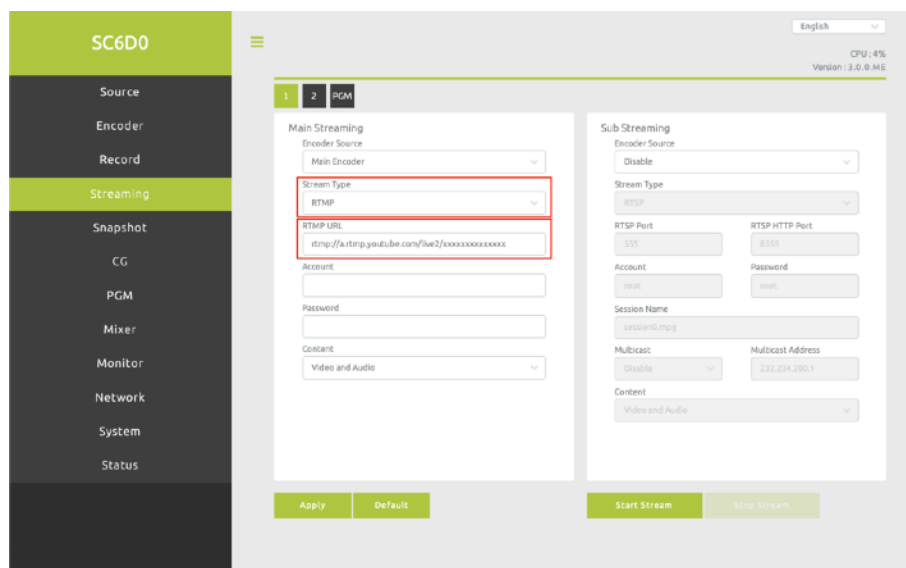 SC6D0
English
CPU : 4%
Version : 3.0.0.ME
Source
Encoder
Record
Streaming
Snapshot
CG
PGM
Mixer
Monitor
Network
System
Status
1 2 PGM
Main Streaming
Encoder Source
Main Encoder
Stream Type
RTMP
RTMP URL
rtmp://a.rtmp.youtube.com/live2/xxxxxxxxxxxxxx
Account
Password
Content
Video and Audio
Apply Default
Sub Streaming
Encoder Source
Disable
Stream Type
RTSP
RTSP Port RTSP HTTP Port
555 8555
Account Password
root root
Session Name
session0.mpg
Multicast Multicast Address
Disable 232.234.200.1
Content
Video and Audio
Start Stream Stop Stream